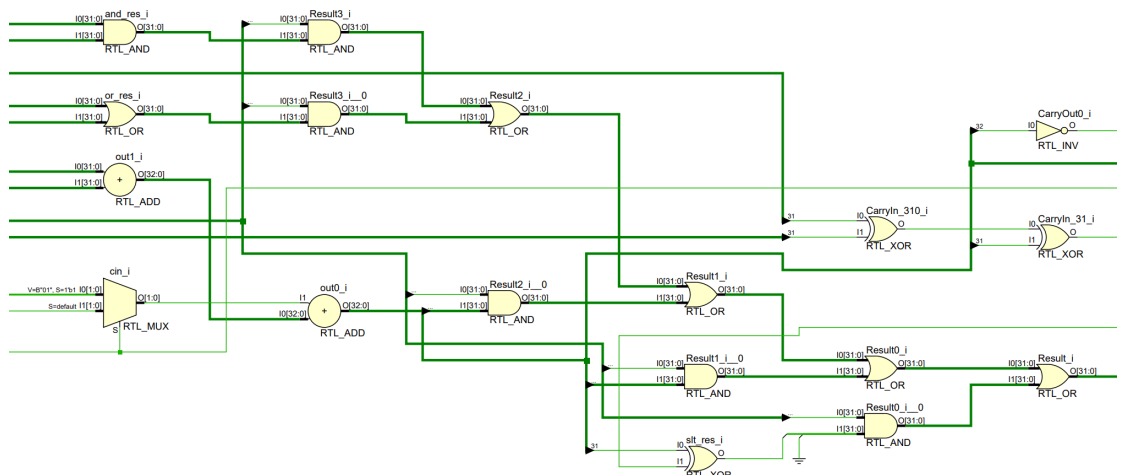 and_res_i
I0[31:0]
O[31:0]
I1[31:0]
RTL_AND
Result3_i
I0[31:0]
O[31:0]
I1[31:0]
RTL_AND
or_res_i
I0[31:0]
O[31:0]
I1[31:0]
RTL_OR
Result3_i__0
I0[31:0]
O[31:0]
I1[31:0]
RTL_AND
Result2_i
I0[31:0]
O[31:0]
I1[31:0]
RTL_OR
CarryOut0_i
32
I0
O
RTL_INV
out1_i
I0[31:0]
O[32:0]
+
I1[31:0]
RTL_ADD
CarryIn_310_i
31
I0
O
31
I1
RTL_XOR
CarryIn_31_i
I0
O
31
I1
RTL_XOR
cin_i
V=B"01", S=1'b1
I0[1:0]
O[1:0]
S=default
I1[1:0]
S
RTL_MUX
out0_i
I1
O[32:0]
+
I0[32:0]
RTL_ADD
Result2_i__0
I0[31:0]
O[31:0]
I1[31:0]
RTL_AND
Result1_i
I0[31:0]
O[31:0]
I1[31:0]
RTL_OR
Result1_i__0
I0[31:0]
O[31:0]
I1[31:0]
RTL_AND
Result0_i
I0[31:0]
O[31:0]
I1[31:0]
RTL_OR
Result_i
I0[31:0]
O[31:0]
I1[31:0]
RTL_OR
Result0_i__0
I0[31:0]
O[31:0]
I1[31:0]
RTL_AND
slt_res_i
31
I0
O
I1
RTL_XOR